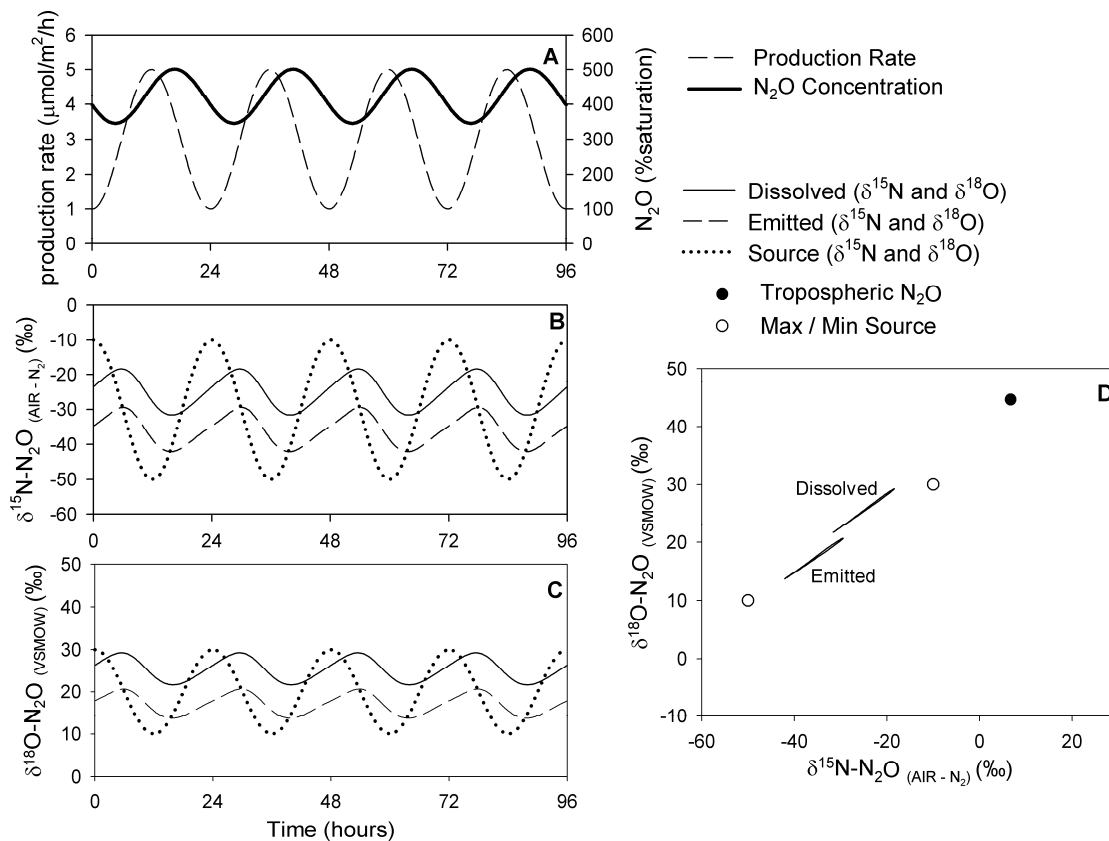 A
production rate (μmol/m²/h)
6
5
4
3
2
1
0
600
500
400
300
200
100
0
N₂O (%saturation)
0 24 48 72 96
Production Rate
N₂O Concentration
Dissolved (δ¹⁵N and δ¹⁸O)
Emitted (δ¹⁵N and δ¹⁸O)
Source (δ¹⁵N and δ¹⁸O)
Tropospheric N₂O
Max / Min Source
B
δ¹⁵N-N₂O (AIR - N₂) (‰)
0
-10
-20
-30
-40
-50
-60
0 24 48 72 96
C
δ¹⁸O-N₂O (VSMOW) (‰)
50
40
30
20
10
0
0 24 48 72 96
Time (hours)
D
δ¹⁸O-N₂O (VSMOW) (‰)
50
40
30
20
10
0
-10
Dissolved
Emitted
-60 -40 -20 0 20
δ¹⁵N-N₂O (AIR - N₂) (‰)